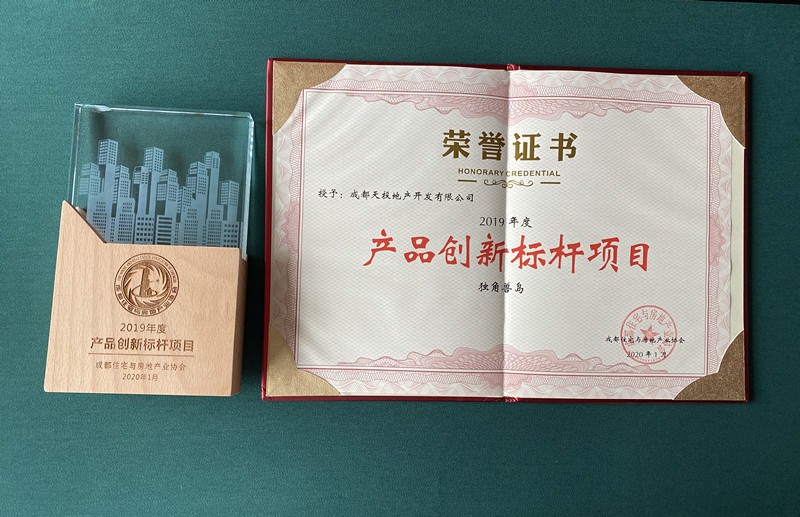 2019年度
产品创新标杆项目
成都住宅与房地产业协会
2020年1月
荣誉证书
HONORARY CREDENTIAL
授予：成都天投地产开发有限公司
2019 年度
产品创新标杆项目
独角兽岛
成都住宅与房地产业协会
2020 年 1 月